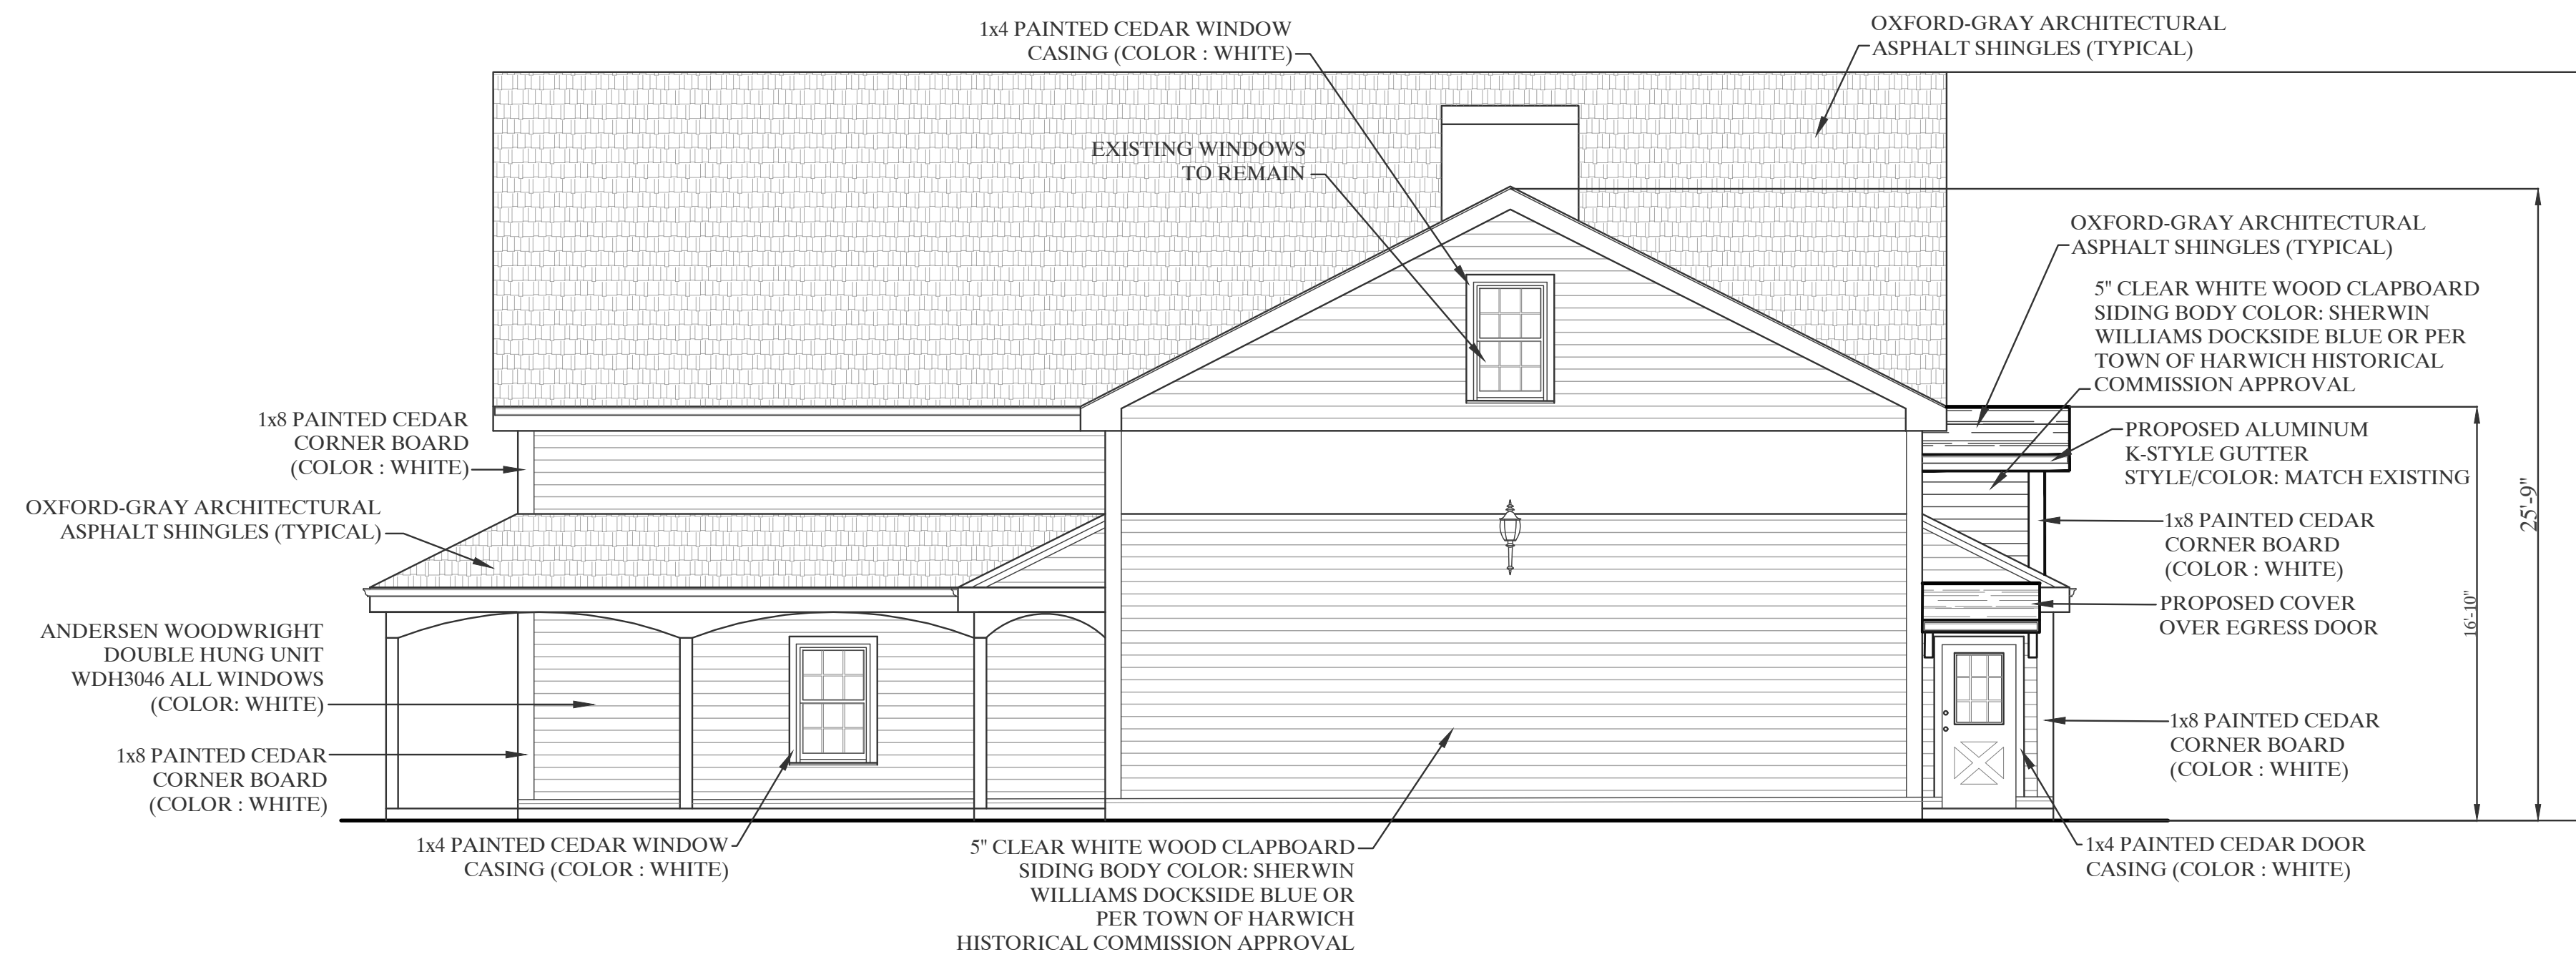 1x4 PAINTED CEDAR WINDOW
CASING (COLOR : WHITE)
OXFORD-GRAY ARCHITECTURAL
ASPHALT SHINGLES (TYPICAL)
EXISTING WINDOWS
TO REMAIN
OXFORD-GRAY ARCHITECTURAL
ASPHALT SHINGLES (TYPICAL)
5" CLEAR WHITE WOOD CLAPBOARD
SIDING BODY COLOR: SHERWIN
WILLIAMS DOCKSIDE BLUE OR PER
TOWN OF HARWICH HISTORICAL
COMMISSION APPROVAL
1x8 PAINTED CEDAR
CORNER BOARD
(COLOR : WHITE)
PROPOSED ALUMINUM
K-STYLE GUTTER
STYLE/COLOR: MATCH EXISTING
25'-9"
OXFORD-GRAY ARCHITECTURAL
ASPHALT SHINGLES (TYPICAL)
1x8 PAINTED CEDAR
CORNER BOARD
(COLOR : WHITE)
16'-10"
PROPOSED COVER
OVER EGRESS DOOR
ANDERSEN WOODWRIGHT
DOUBLE HUNG UNIT
WDH3046 ALL WINDOWS
(COLOR: WHITE)
1x8 PAINTED CEDAR
CORNER BOARD
(COLOR : WHITE)
1x8 PAINTED CEDAR
CORNER BOARD
(COLOR : WHITE)
1x4 PAINTED CEDAR WINDOW
CASING (COLOR : WHITE)
5" CLEAR WHITE WOOD CLAPBOARD
SIDING BODY COLOR: SHERWIN
WILLIAMS DOCKSIDE BLUE OR
PER TOWN OF HARWICH
HISTORICAL COMMISSION APPROVAL
1x4 PAINTED CEDAR DOOR
CASING (COLOR : WHITE)